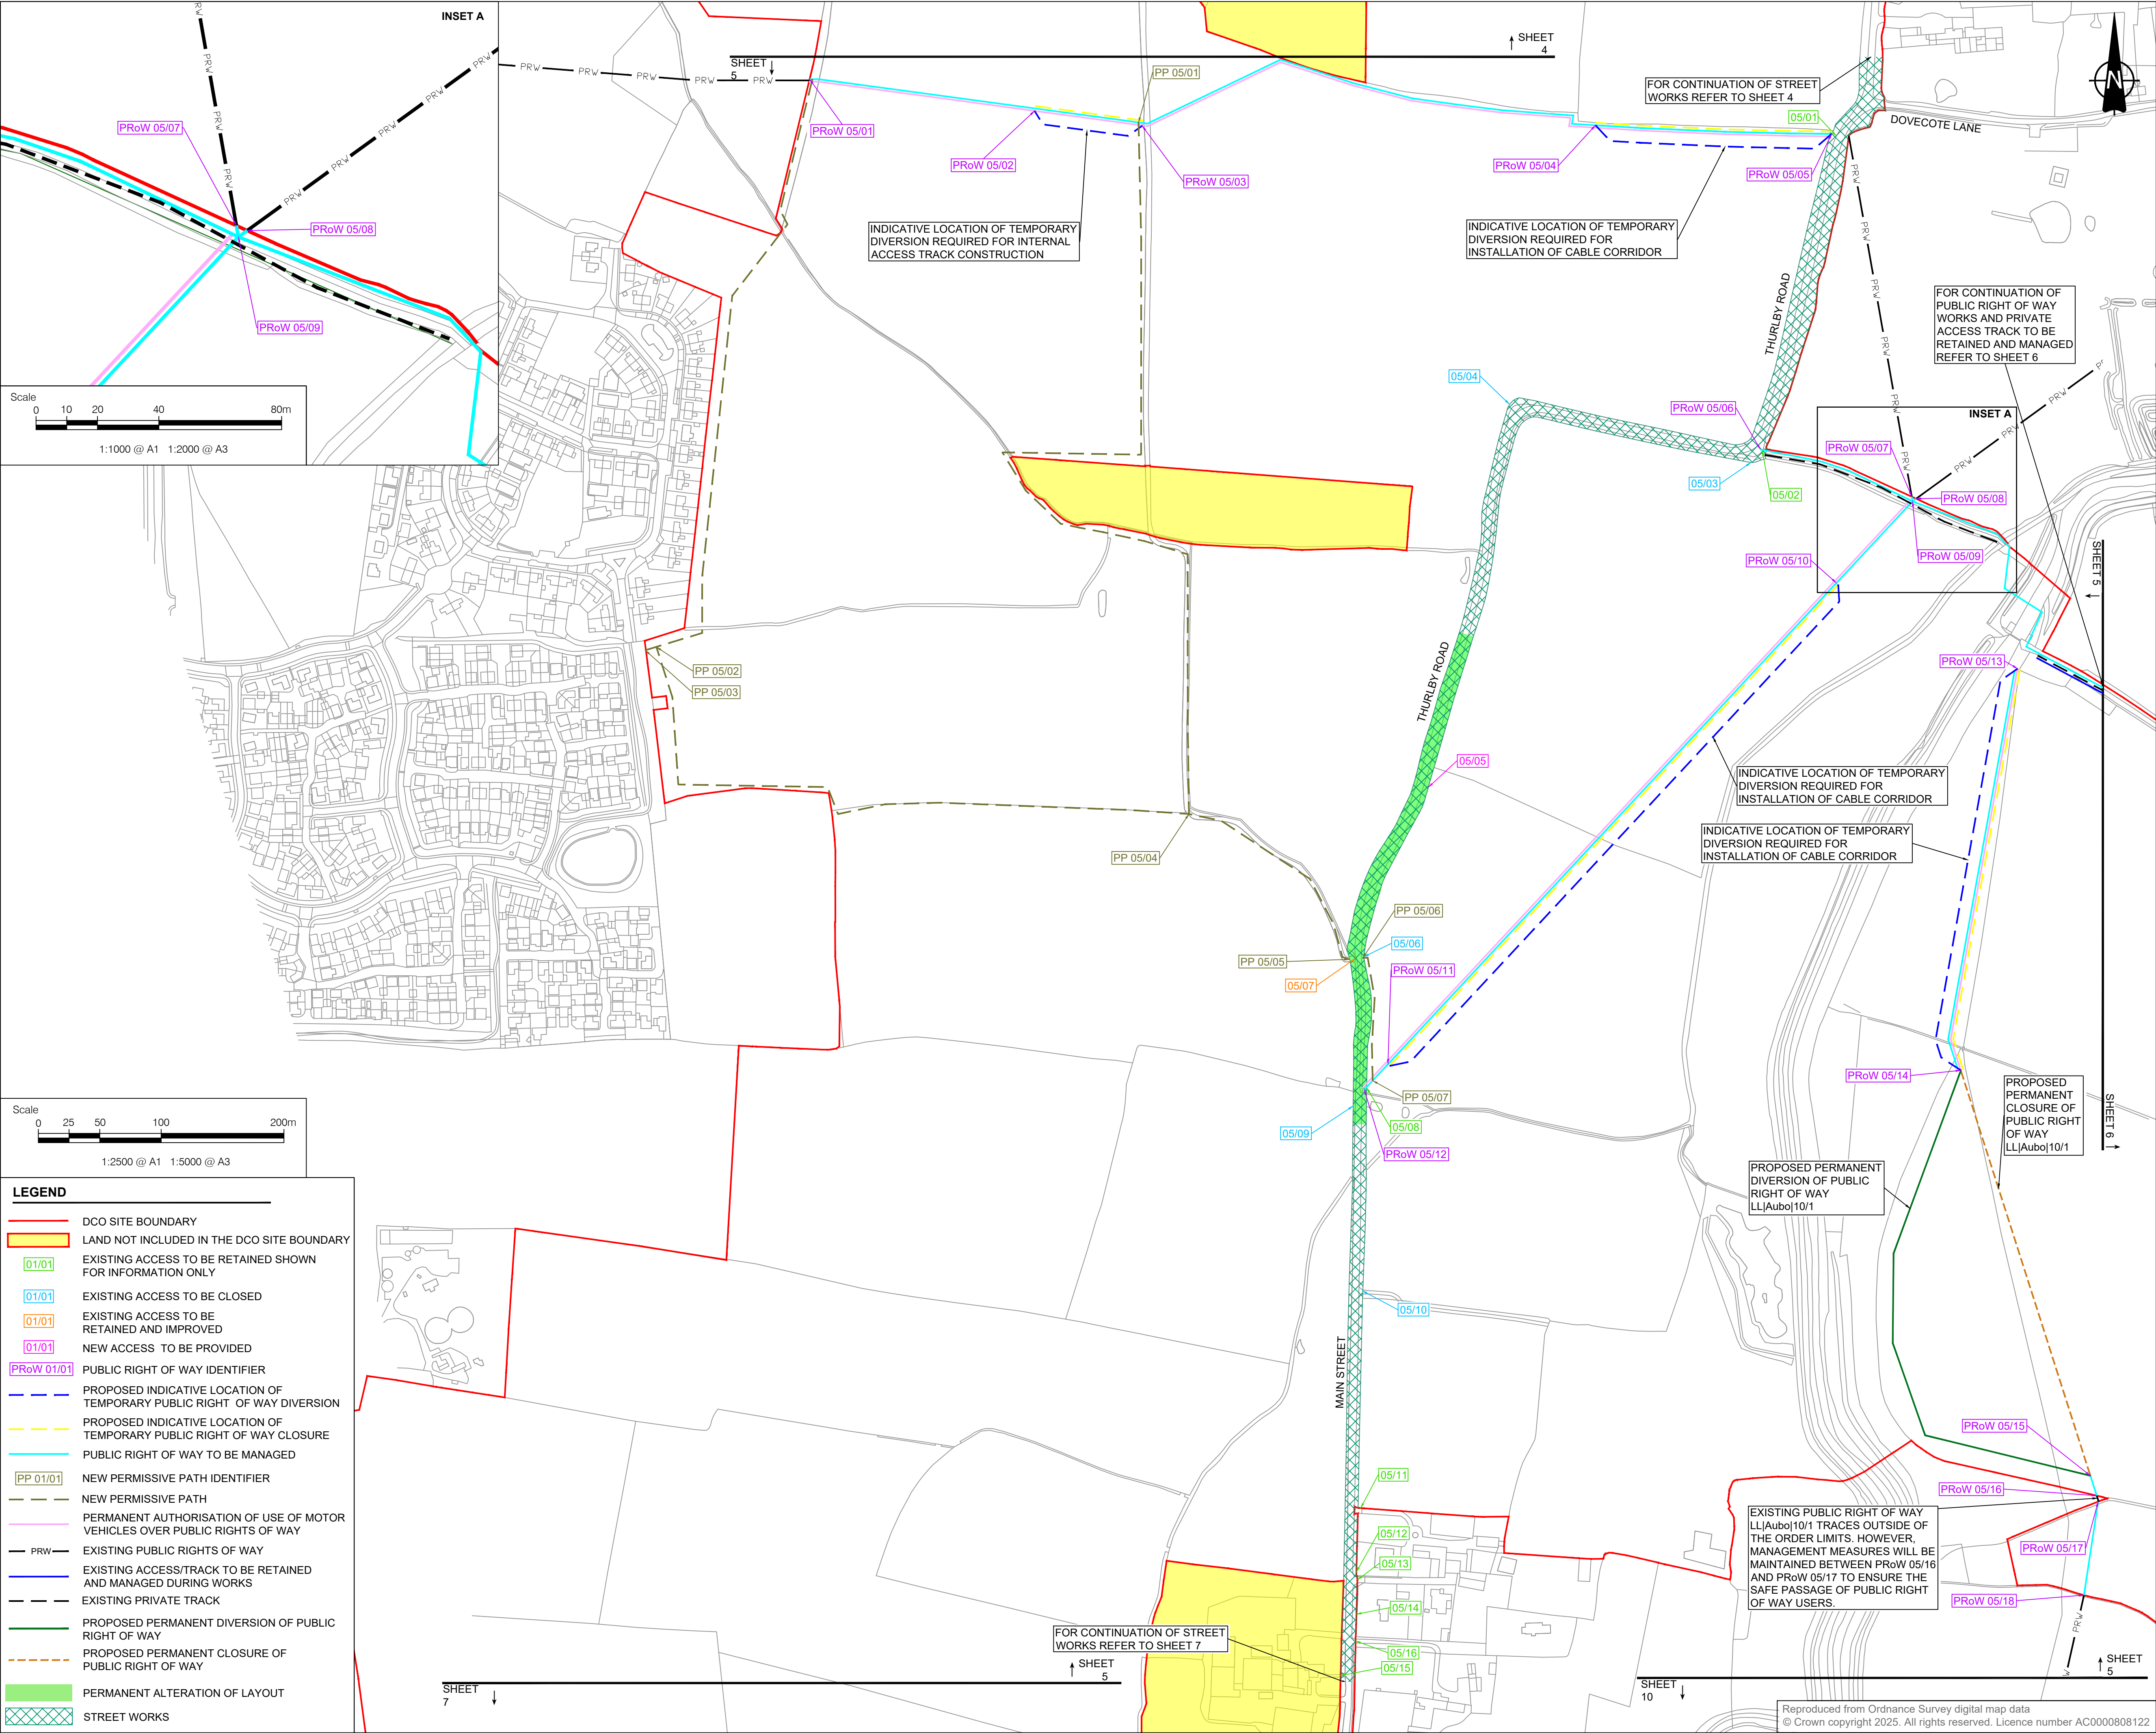 INSET A
PRW
PRW
PRW
PRW
PRW
PRW
PRW
PRoW 05/07
PRoW 05/08
PRoW 05/09
Scale
0 10 20 40 80m
1:1000 @ A1 1:2000 @ A3
PRW PRW PRW PRW PRW
SHEET
5
SHEET
4
PP 05/01
PRoW 05/01
PRoW 05/02
PRoW 05/03
PRoW 05/04
PRoW 05/05
05/01
FOR CONTINUATION OF STREET
WORKS REFER TO SHEET 4
DOVECOTE LANE
N
INDICATIVE LOCATION OF TEMPORARY
DIVERSION REQUIRED FOR INTERNAL
ACCESS TRACK CONSTRUCTION
INDICATIVE LOCATION OF TEMPORARY
DIVERSION REQUIRED FOR
INSTALLATION OF CABLE CORRIDOR
THURLBY ROAD
PRW
PRW
PRW
PRW
PRW
FOR CONTINUATION OF
PUBLIC RIGHT OF WAY
WORKS AND PRIVATE
ACCESS TRACK TO BE
RETAINED AND MANAGED
REFER TO SHEET 6
05/04
PRoW 05/06
INSET A
PRW
PRW
PRW
PRoW 05/07
05/03
05/02
PRoW 05/08
PRoW 05/09
PRoW 05/10
SHEET 5
PRoW 05/13
PP 05/02
PP 05/03
THURLBY ROAD
05/05
INDICATIVE LOCATION OF TEMPORARY
DIVERSION REQUIRED FOR
INSTALLATION OF CABLE CORRIDOR
INDICATIVE LOCATION OF TEMPORARY
DIVERSION REQUIRED FOR
INSTALLATION OF CABLE CORRIDOR
PP 05/04
PP 05/06
05/06
PP 05/05
PRoW 05/11
05/07
PRoW 05/14
PP 05/07
05/08
05/09
PRoW 05/12
PROPOSED
PERMANENT
CLOSURE OF
PUBLIC RIGHT
OF WAY
LL|Aubo|10/1
SHEET 6
PROPOSED PERMANENT
DIVERSION OF PUBLIC
RIGHT OF WAY
LL|Aubo|10/1
05/10
MAIN STREET
PRoW 05/15
05/11
PRoW 05/16
05/12
05/13
EXISTING PUBLIC RIGHT OF WAY
LL|Aubo|10/1 TRACES OUTSIDE OF
THE ORDER LIMITS. HOWEVER,
MANAGEMENT MEASURES WILL BE
MAINTAINED BETWEEN PRoW 05/16
AND PRoW 05/17 TO ENSURE THE
SAFE PASSAGE OF PUBLIC RIGHT
OF WAY USERS.
PRoW 05/17
PRoW 05/18
05/14
PRW
FOR CONTINUATION OF STREET
WORKS REFER TO SHEET 7
05/16
05/15
SHEET
5
SHEET
7
SHEET
5
SHEET
10
Scale
0 25 50 100 200m
1:2500 @ A1 1:5000 @ A3
LEGEND
DCO SITE BOUNDARY
LAND NOT INCLUDED IN THE DCO SITE BOUNDARY
01/01 EXISTING ACCESS TO BE RETAINED SHOWN
FOR INFORMATION ONLY
01/01 EXISTING ACCESS TO BE CLOSED
01/01 EXISTING ACCESS TO BE
RETAINED AND IMPROVED
01/01 NEW ACCESS TO BE PROVIDED
PRoW 01/01 PUBLIC RIGHT OF WAY IDENTIFIER
PROPOSED INDICATIVE LOCATION OF
TEMPORARY PUBLIC RIGHT OF WAY DIVERSION
PROPOSED INDICATIVE LOCATION OF
TEMPORARY PUBLIC RIGHT OF WAY CLOSURE
PUBLIC RIGHT OF WAY TO BE MANAGED
PP 01/01 NEW PERMISSIVE PATH IDENTIFIER
NEW PERMISSIVE PATH
PERMANENT AUTHORISATION OF USE OF MOTOR
VEHICLES OVER PUBLIC RIGHTS OF WAY
PRW EXISTING PUBLIC RIGHTS OF WAY
EXISTING ACCESS/TRACK TO BE RETAINED
AND MANAGED DURING WORKS
EXISTING PRIVATE TRACK
PROPOSED PERMANENT DIVERSION OF PUBLIC
RIGHT OF WAY
PROPOSED PERMANENT CLOSURE OF
PUBLIC RIGHT OF WAY
PERMANENT ALTERATION OF LAYOUT
STREET WORKS
Reproduced from Ordnance Survey digital map data
© Crown copyright 2025. All rights reserved. Licence number AC0000808122